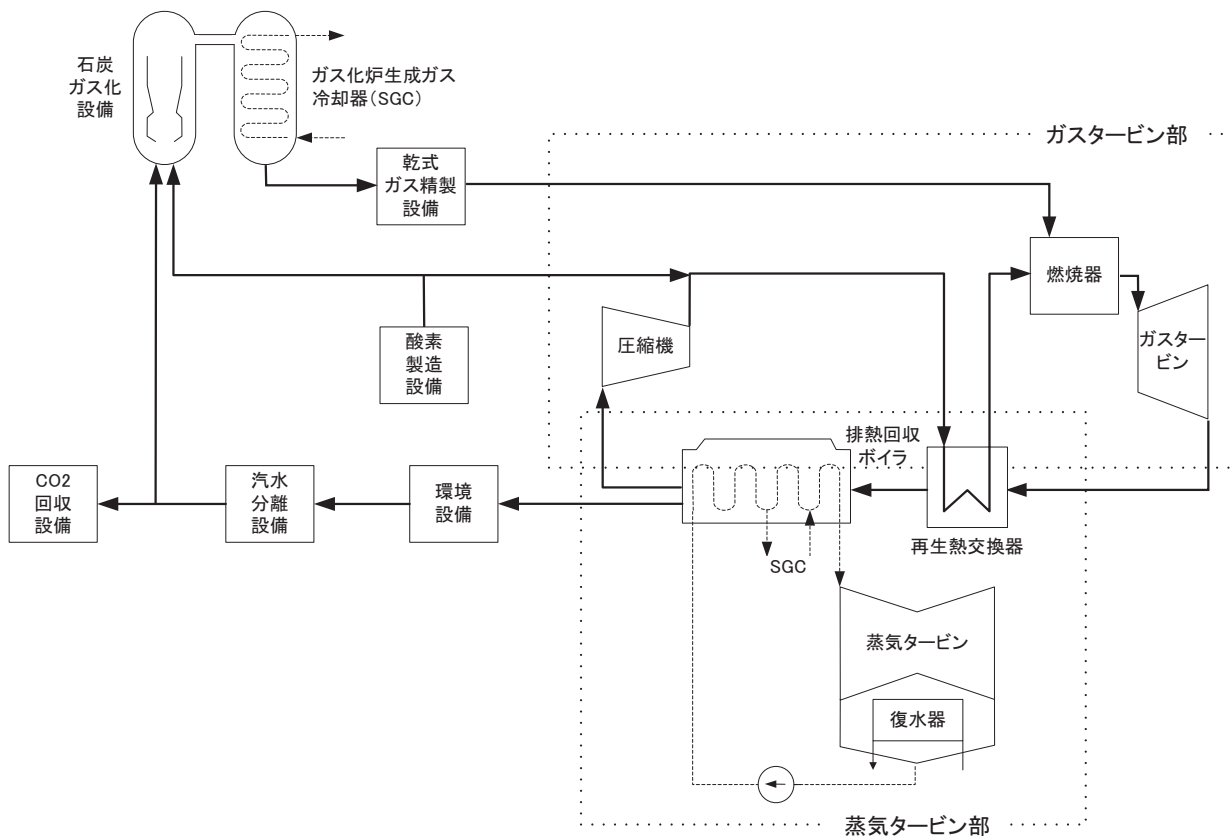 石炭
ガス化
設備
ガス化炉生成ガス
冷却器（SGC）
ガスタービン部
乾式
ガス精製
設備
燃焼器
ガスター
ビン
圧縮機
酸素
製造
設備
排熱回収
ボイラ
CO2
回収
設備
汽水
分離
設備
環境
設備
再生熱交換器
SGC
蒸気タービン
復水器
蒸気タービン部